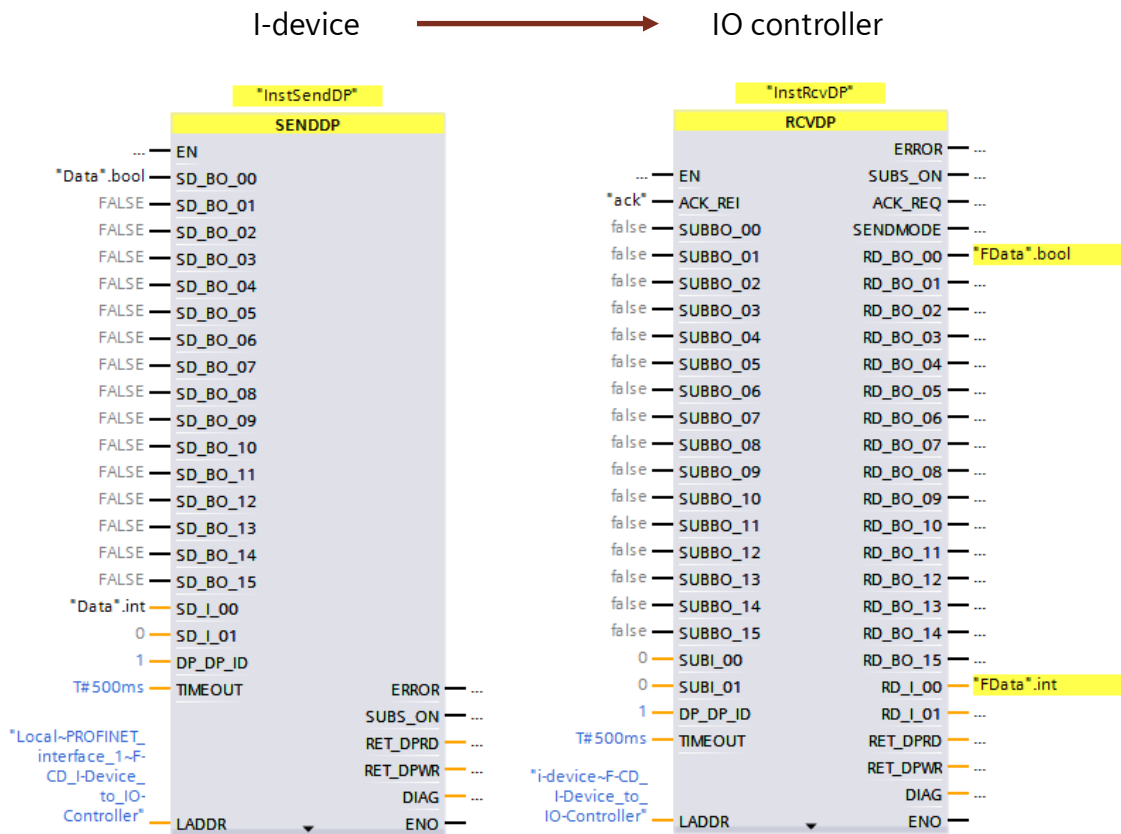 I-device
IO controller
"InstSendDP"
SENDDP
... EN
"Data".bool SD_BO_00
FALSE SD_BO_01
FALSE SD_BO_02
FALSE SD_BO_03
FALSE SD_BO_04
FALSE SD_BO_05
FALSE SD_BO_06
FALSE SD_BO_07
FALSE SD_BO_08
FALSE SD_BO_09
FALSE SD_BO_10
FALSE SD_BO_11
FALSE SD_BO_12
FALSE SD_BO_13
FALSE SD_BO_14
FALSE SD_BO_15
"Data".int SD_I_00
0 SD_I_01
1 DP_DP_ID
T#500ms TIMEOUT ERROR ...
SUBS_ON ...
RET_DPRD ...
RET_DPWR ...
DIAG ...
"Local~PROFINET_
interface_1~F-
CD_I-Device_
to_IO-
Controller"
LADDR ENO
"InstRcvDP"
RCVDP
ERROR ...
... EN SUBS_ON ...
"ack" ACK_REI ACK_REQ ...
false SUBBO_00 SENDMODE ...
false SUBBO_01 RD_BO_00 "FData".bool
false SUBBO_02 RD_BO_01 ...
false SUBBO_03 RD_BO_02 ...
false SUBBO_04 RD_BO_03 ...
false SUBBO_05 RD_BO_04 ...
false SUBBO_06 RD_BO_05 ...
false SUBBO_07 RD_BO_06 ...
false SUBBO_08 RD_BO_07 ...
false SUBBO_09 RD_BO_08 ...
false SUBBO_10 RD_BO_09 ...
false SUBBO_11 RD_BO_10 ...
false SUBBO_12 RD_BO_11 ...
false SUBBO_13 RD_BO_12 ...
false SUBBO_14 RD_BO_13 ...
false SUBBO_15 RD_BO_14 ...
0 SUBI_00 RD_BO_15 ...
0 SUBI_01 RD_I_00 "FData".int
1 DP_DP_ID RD_I_01 ...
T#500ms TIMEOUT RET_DPRD ...
RET_DPWR ...
DIAG ...
"i-device~F-CD_
I-Device_to_
IO-Controller"
LADDR ENO